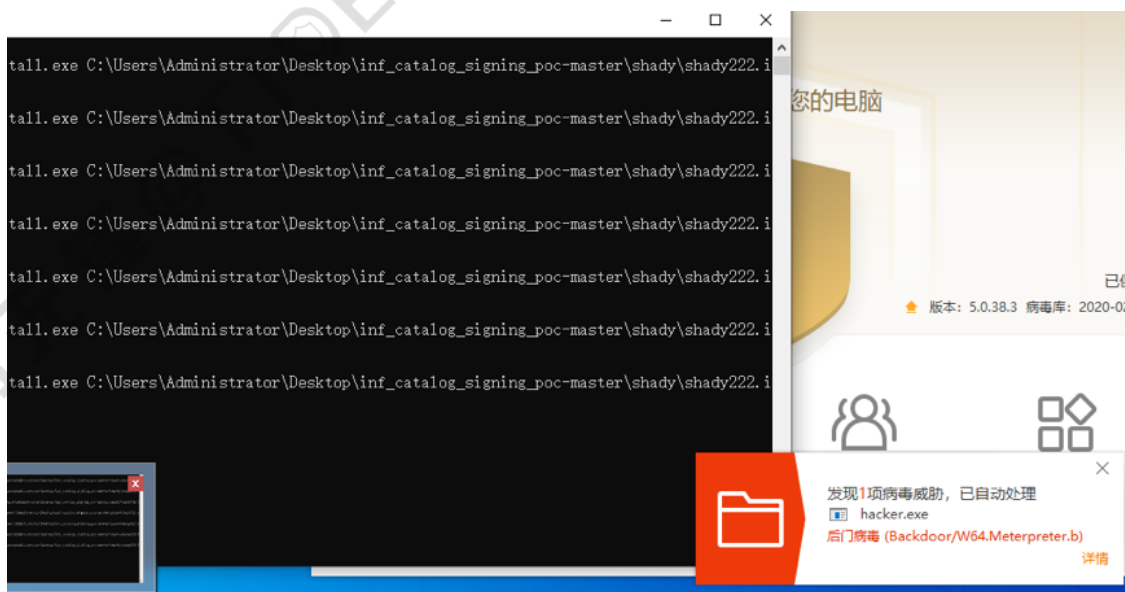 tall.exe C:\Users\Administrator\Desktop\inf_catalog_signing_poc-master\shady\shady222.i
tall.exe C:\Users\Administrator\Desktop\inf_catalog_signing_poc-master\shady\shady222.i
tall.exe C:\Users\Administrator\Desktop\inf_catalog_signing_poc-master\shady\shady222.i
tall.exe C:\Users\Administrator\Desktop\inf_catalog_signing_poc-master\shady\shady222.i
tall.exe C:\Users\Administrator\Desktop\inf_catalog_signing_poc-master\shady\shady222.i
tall.exe C:\Users\Administrator\Desktop\inf_catalog_signing_poc-master\shady\shady222.i
tall.exe C:\Users\Administrator\Desktop\inf_catalog_signing_poc-master\shady\shady222.i
您的电脑
已
版本：5.0.38.3 病毒库：2020-02
发现1项病毒威胁，已自动处理
hacker.exe
后门病毒 (Backdoor/W64.Meterpreter.b)
详情